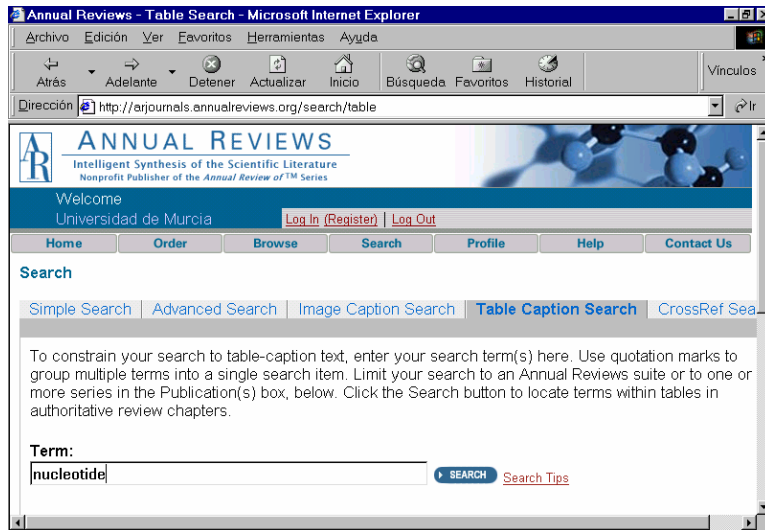 Annual Reviews - Table Search - Microsoft Internet Explorer
Archivo Edición Ver Favoritos Herramientas Ayuda
Atrás Adelante Detener Actualizar Inicio Búsqueda Favoritos Historial Vínculos
Dirección http://arjournals.annualreviews.org/search/table Ir
AR ANNUAL REVIEWS
Intelligent Synthesis of the Scientific Literature
Nonprofit Publisher of the Annual Review of TM Series
Welcome
Universidad de Murcia Log In (Register) | Log Out
Home Order Browse Search Profile Help Contact Us
Search
Simple Search | Advanced Search | Image Caption Search | Table Caption Search | CrossRef Sea
To constrain your search to table-caption text, enter your search term(s) here. Use quotation marks to
group multiple terms into a single search item. Limit your search to an Annual Reviews suite or to one or
more series in the Publication(s) box, below. Click the Search button to locate terms within tables in
authoritative review chapters.
Term:
nucleotide SEARCH Search Tips